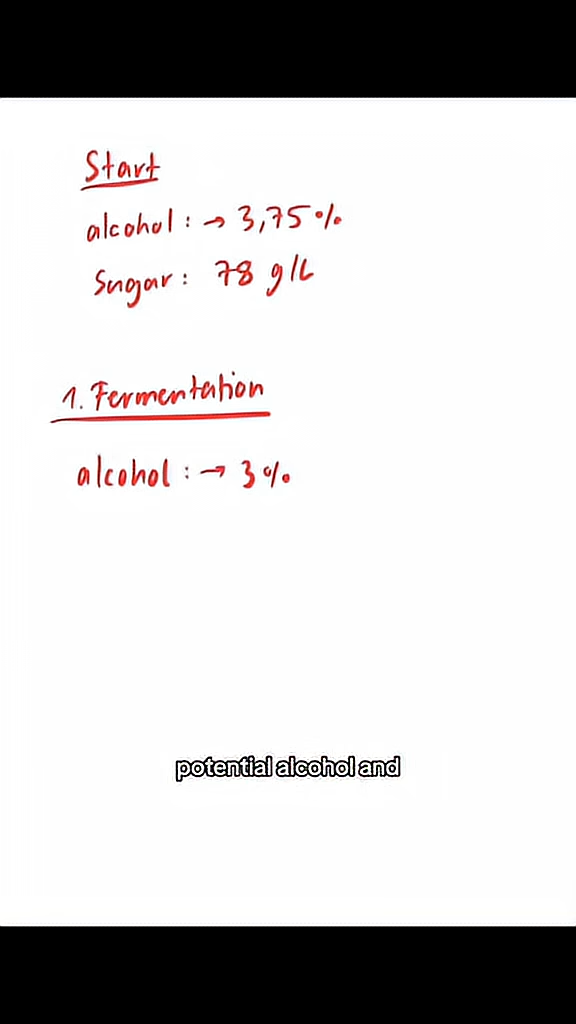 Start
alcohol: → 3,75%
Sugar: 78 g/L
1. Fermentation
alcohol: → 3%
potential alcohol and